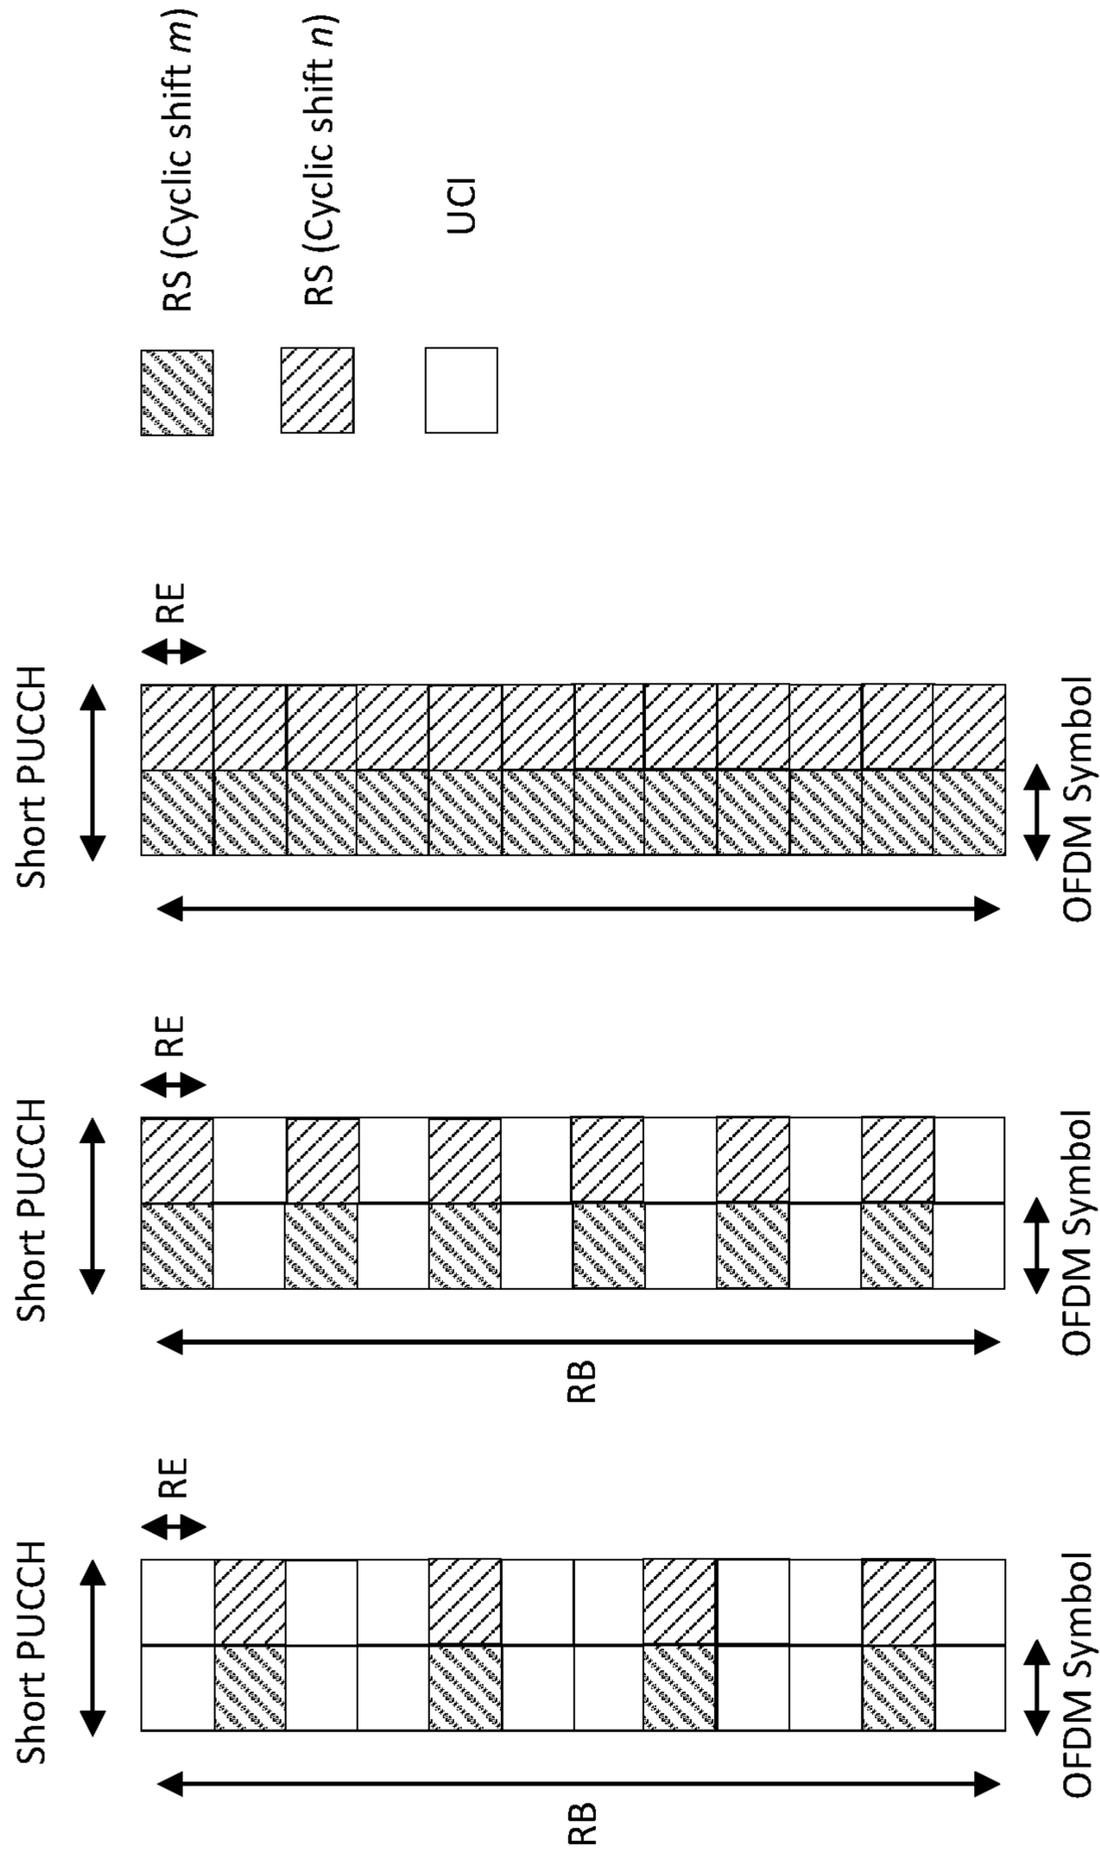 Short PUCCH
RE
RB
OFDM Symbol
Short PUCCH
RE
RB
OFDM Symbol
Short PUCCH
RE
OFDM Symbol
RS (Cyclic shift m)
RS (Cyclic shift n)
UCI